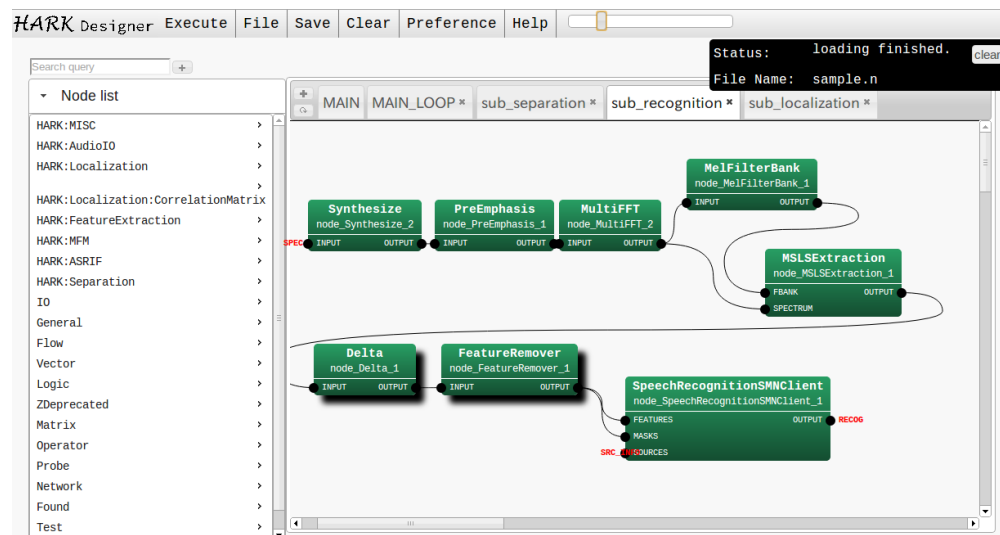 HARK Designer Execute File Save Clear Preference Help
Status: loading finished. clear
File Name: sample.n
Search query +
Node list
MAIN MAIN_LOOP × sub_separation × sub_recognition × sub_localization ×
HARK:MISC
HARK:AudioIO
HARK:Localization
HARK:Localization:CorrelationMatrix
HARK:FeatureExtraction
HARK:MFM
HARK:ASRIF
HARK:Separation
IO
General
Flow
Vector
Logic
ZDeprecated
Matrix
Operator
Probe
Network
Found
Test
Synthesize
node_Synthesize_2
SPEC INPUT OUTPUT
PreEmphasis
node_PreEmphasis_1
INPUT OUTPUT
MultiFFT
node_MultiFFT_2
INPUT OUTPUT
MelFilterBank
node_MelFilterBank_1
INPUT OUTPUT
MSLSExtraction
node_MSLSExtraction_1
FBANK OUTPUT
SPECTRUM
Delta
node_Delta_1
INPUT OUTPUT
FeatureRemover
node_FeatureRemover_1
INPUT OUTPUT
SpeechRecognitionSMNClient
node_SpeechRecognitionSMNClient_1
FEATURES OUTPUT RECOG
MASKS